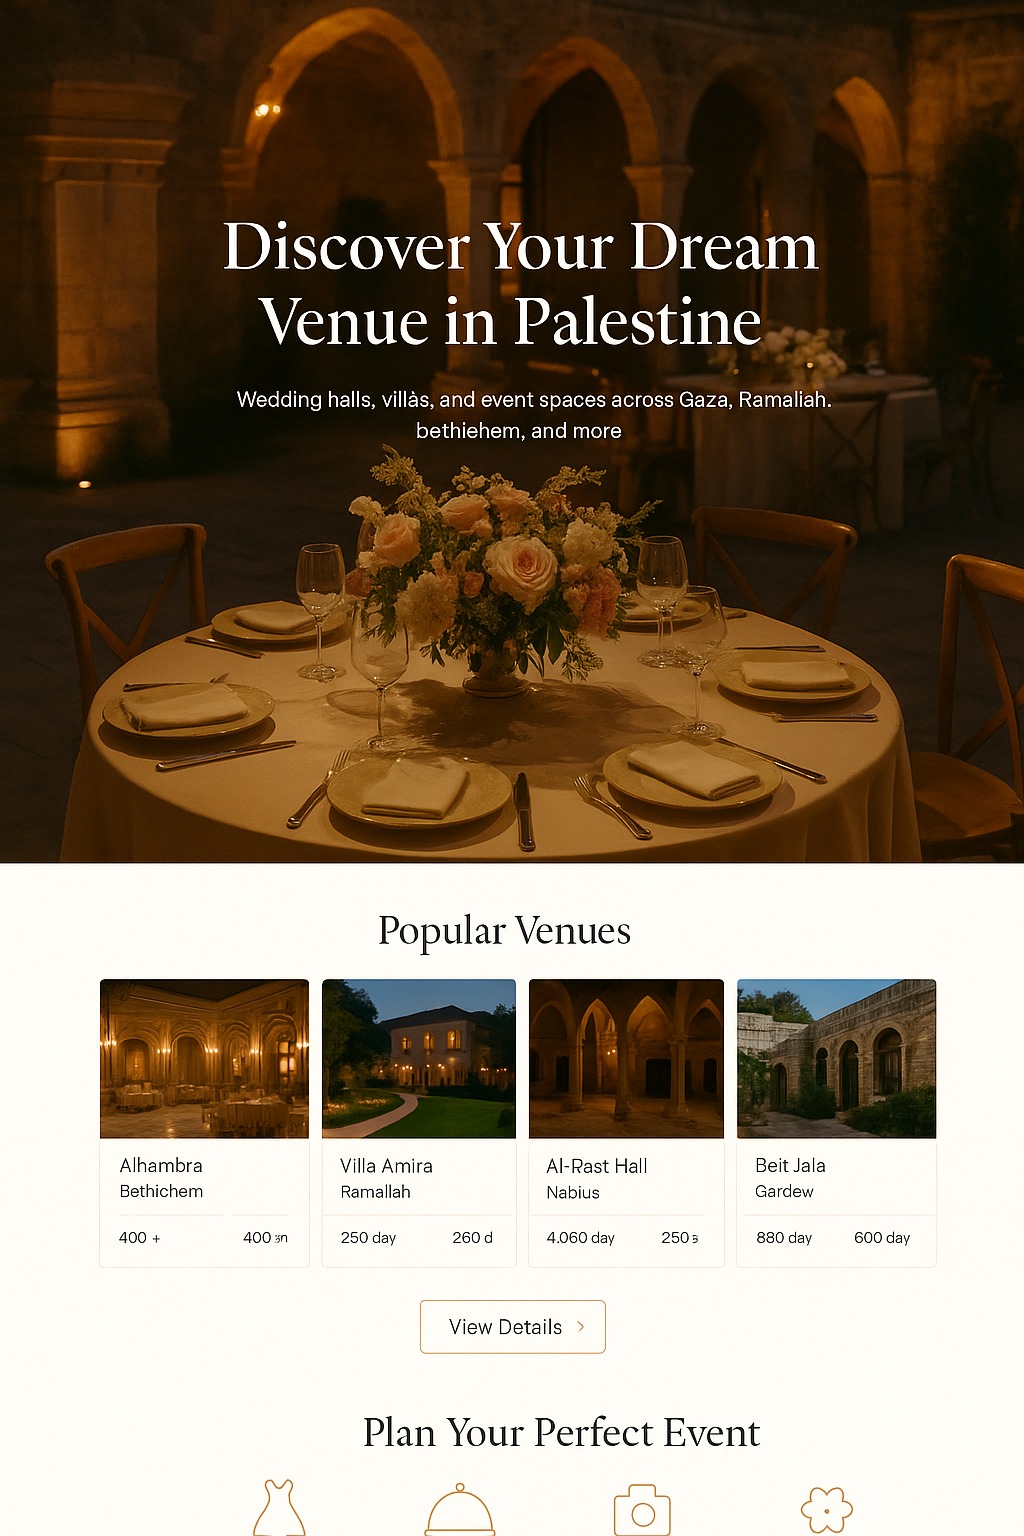 Discover Your Dream
Venue in Palestine
Wedding halls, villàs, and event spaces across Gaza, Ramaliah.
bethiehem, and more
Popular Venues
Alhambra
Bethichem
400 +
400
Villa Amira
Ramallah
250 day
260 d
Al-Rast Hall
Nabius
4.060 day
250 s
Beit Jala
Gardew
880 day
600 day
View Details
Plan Your Perfect Event